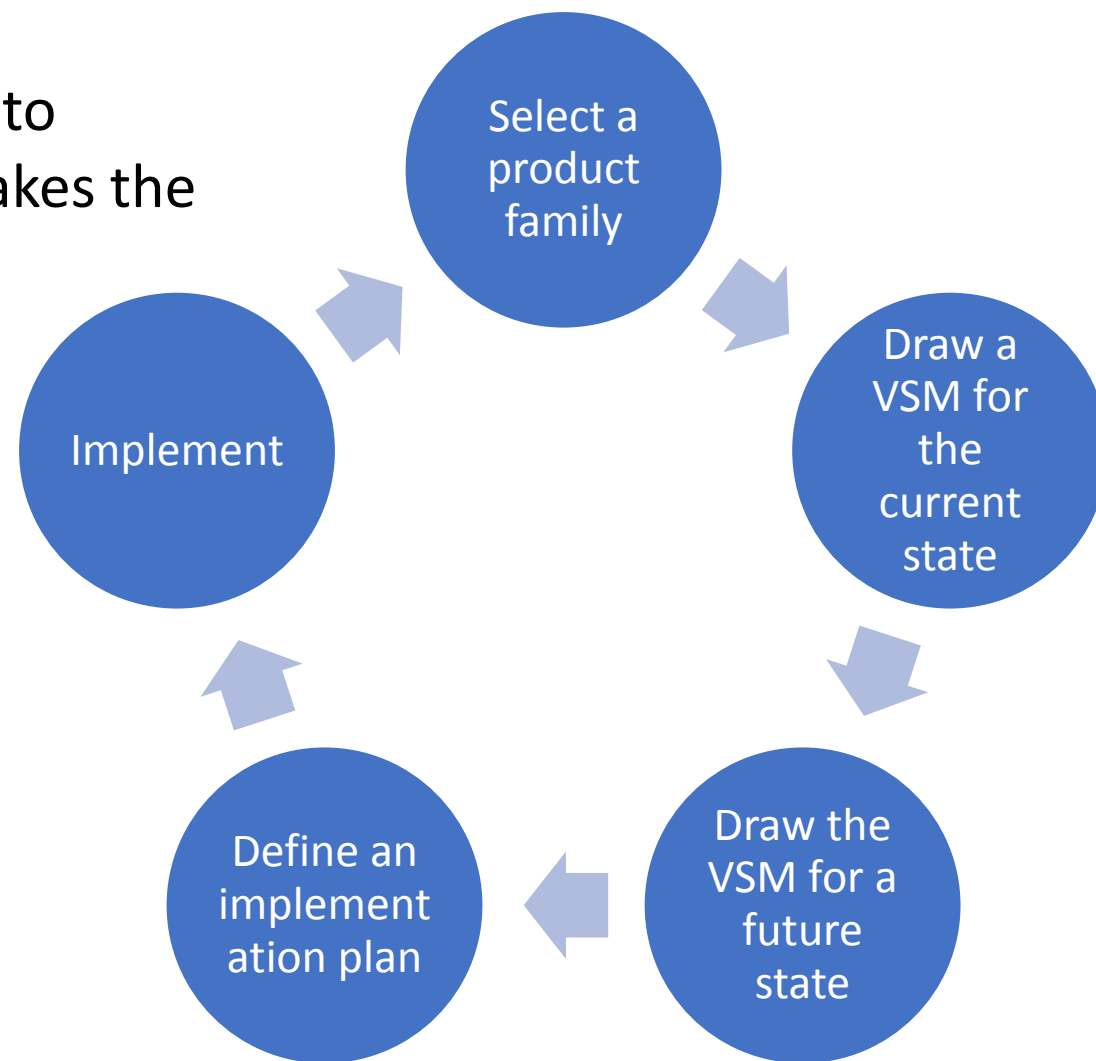 to
akes the
Select a
product
family
Draw a
VSM for
the
current
state
Draw the
VSM for a
future
state
Define an
implement
ation plan
Implement